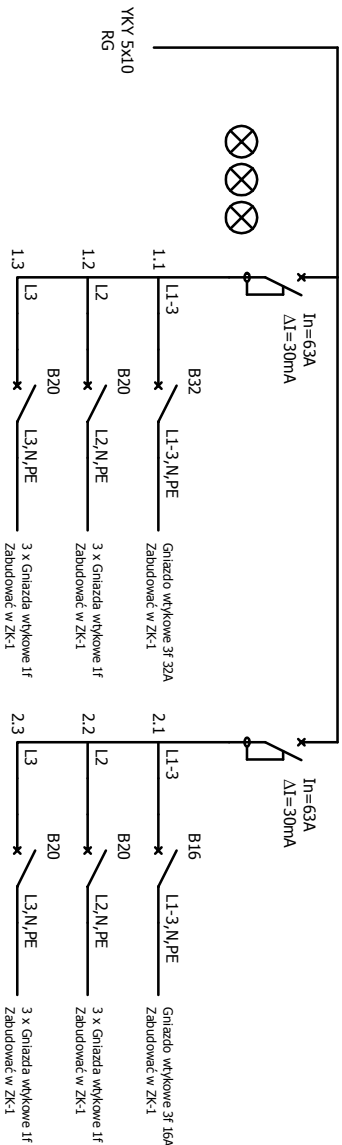 YKY 5x10
RG
In=63A
ΔI=30mA
1.1
L1-3
B32
L1-3,N,PE
Gniazdo wtykowe 3f 32A
Zabudować w ZK-1
1.2
L2
B20
L2,N,PE
3 x Gniazda wtykowe 1f
Zabudować w ZK-1
1.3
L3
B20
L3,N,PE
3 x Gniazda wtykowe 1f
Zabudować w ZK-1
In=63A
ΔI=30mA
2.1
L1-3
B16
L1-3,N,PE
Gniazdo wtykowe 3f 16A
Zabudować w ZK-1
2.2
L2
B20
L2,N,PE
3 x Gniazda wtykowe 1f
Zabudować w ZK-1
2.3
L3
B20
L3,N,PE
3 x Gniazda wtykowe 1f
Zabudować w ZK-1